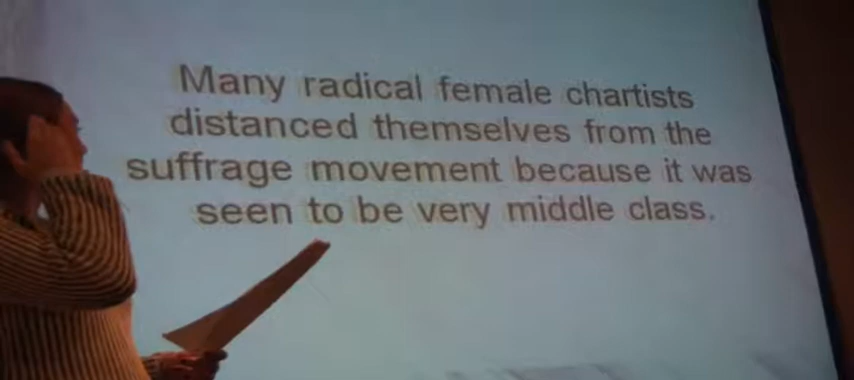 Many radical female chartists
distanced themselves from the
suffrage movement because it was
seen to be very middle class.